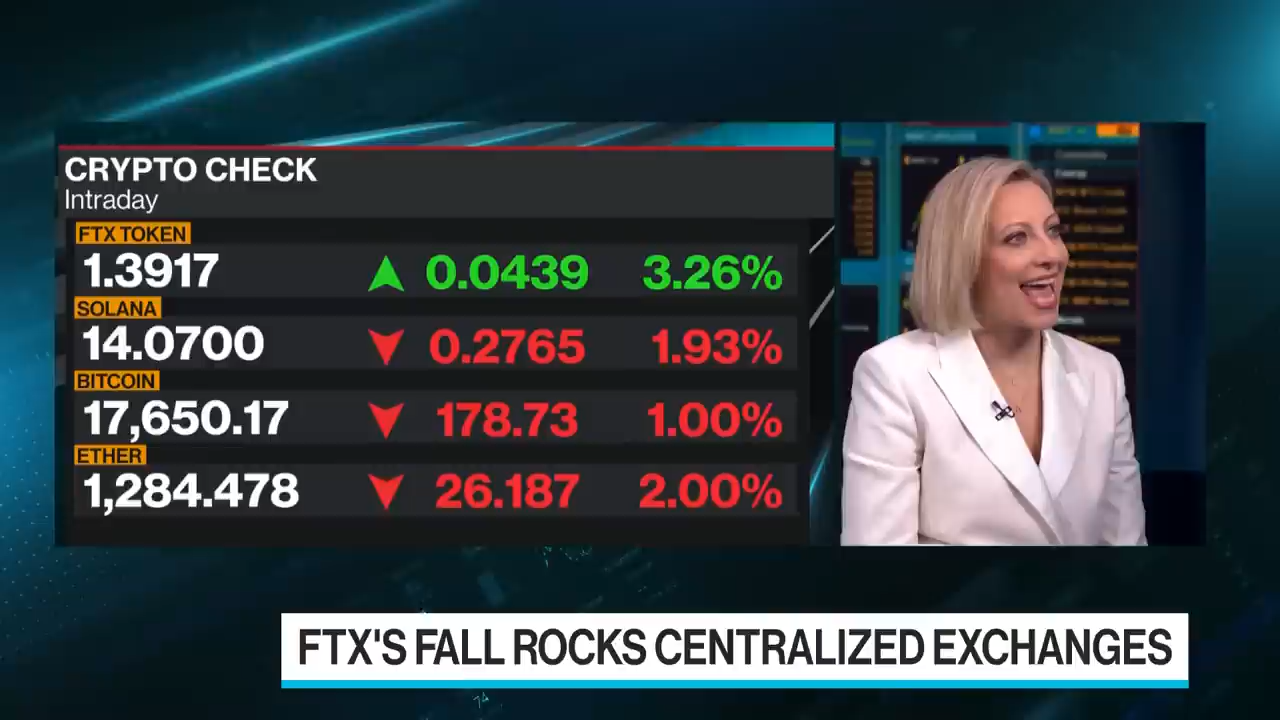 CRYPTO CHECK
Intraday
FTX TOKEN
1.3917 ▲ 0.0439 3.26%
SOLANA
14.0700 ▼ 0.2765 1.93%
BITCOIN
17,650.17 ▼ 178.73 1.00%
ETHER
1,284.478 ▼ 26.187 2.00%
FTX'S FALL ROCKS CENTRALIZED EXCHANGES